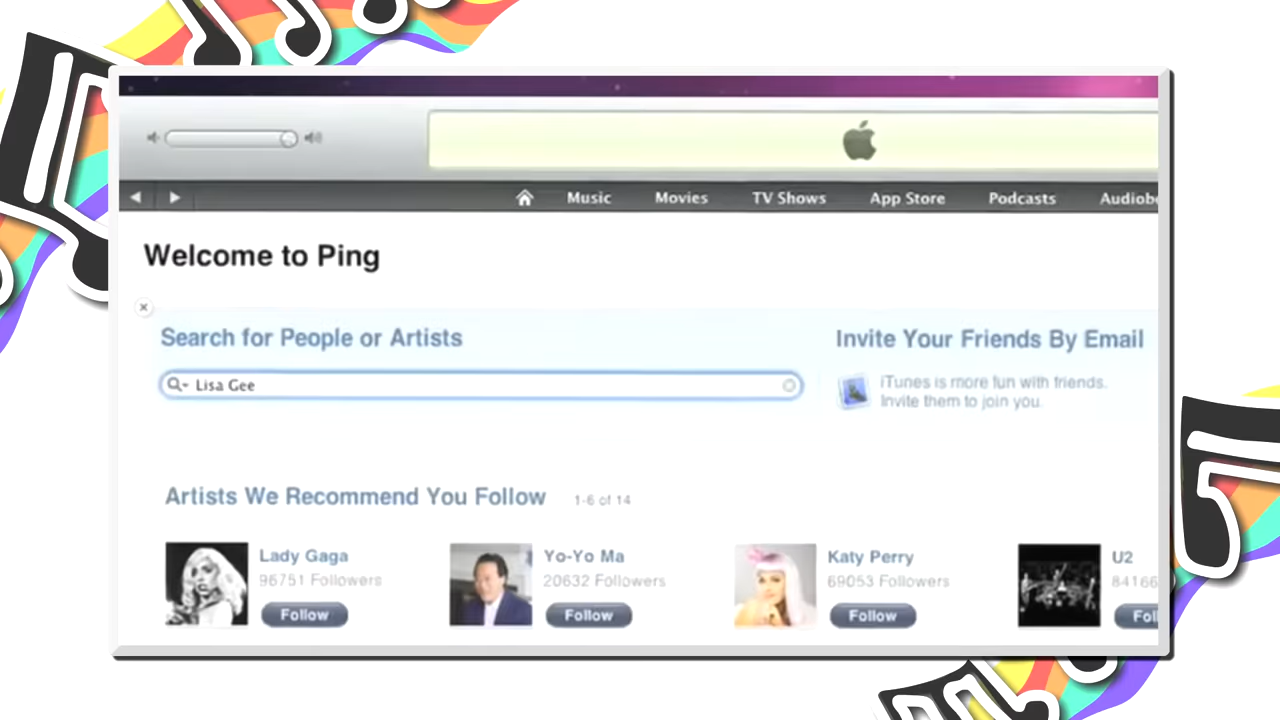 Music Movies TV Shows App Store Podcasts
Welcome to Ping
Search for People or Artists
Lisa Gee
Invite Your Friends By Email
iTunes is more fun with friends.
Invite them to join you.
Artists We Recommend You Follow 1-6 of 14
Lady Gaga
96751 Followers
Follow
Yo-Yo Ma
20632 Followers
Follow
Katy Perry
69053 Followers
Follow
U2
84166